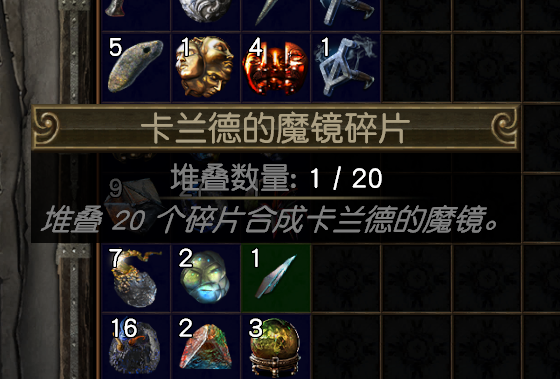 5 1 4 1
卡兰德的魔镜碎片
堆叠数量: 1 / 20
9
堆叠 20 个碎片合成卡兰德的魔镜。
7 2 1
16 2 3